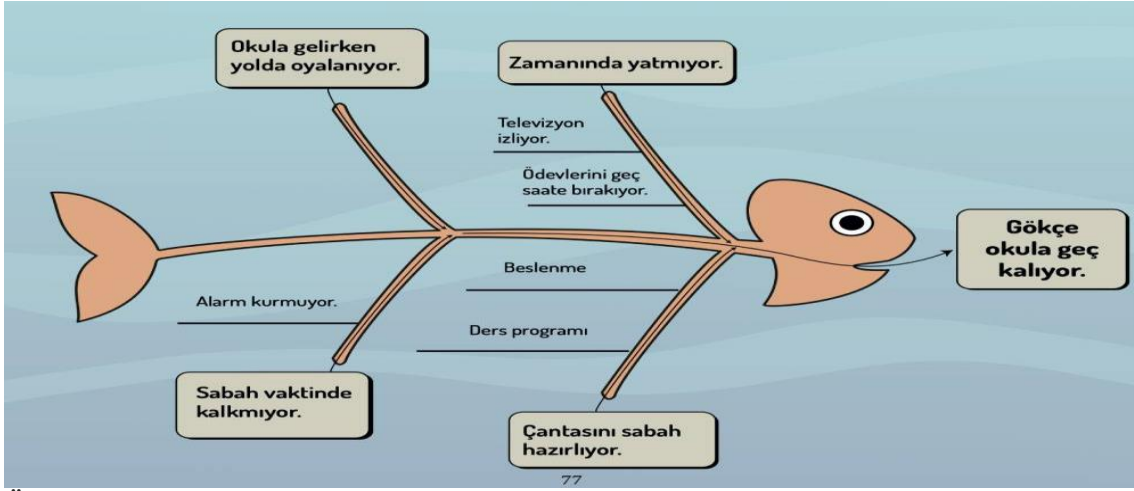 Okula gelirken
yolda oyalanıyor.
Zamanında yatmıyor.
Televizyon
izliyor.
Ödevlerini geç
saate bırakıyor.
Gökçe
okula geç
kalıyor.
Beslenme
Alarm kurmuyor.
Ders programı
Sabah vaktinde
kalkmıyor.
Çantasını sabah
hazırlıyor.
77